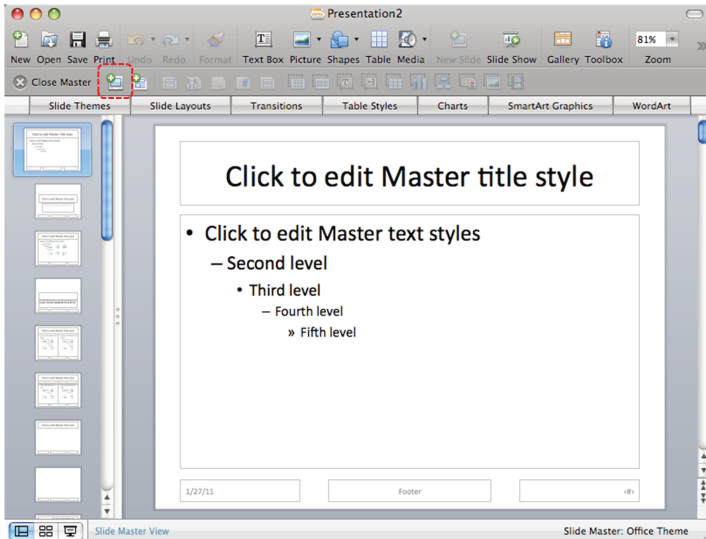 Presentation2
New Open Save Print Undo Redo Format Text Box Picture Shapes Table Media New Slide Slide Show Gallery Toolbox Zoom
81%
Close Master
Slide Themes Slide Layouts Transitions Table Styles Charts SmartArt Graphics WordArt
Click to edit Master title style
• Click to edit Master text styles
– Second level
• Third level
– Fourth level
» Fifth level
1/27/11 Footer ‹#›
Slide Master View Slide Master: Office Theme